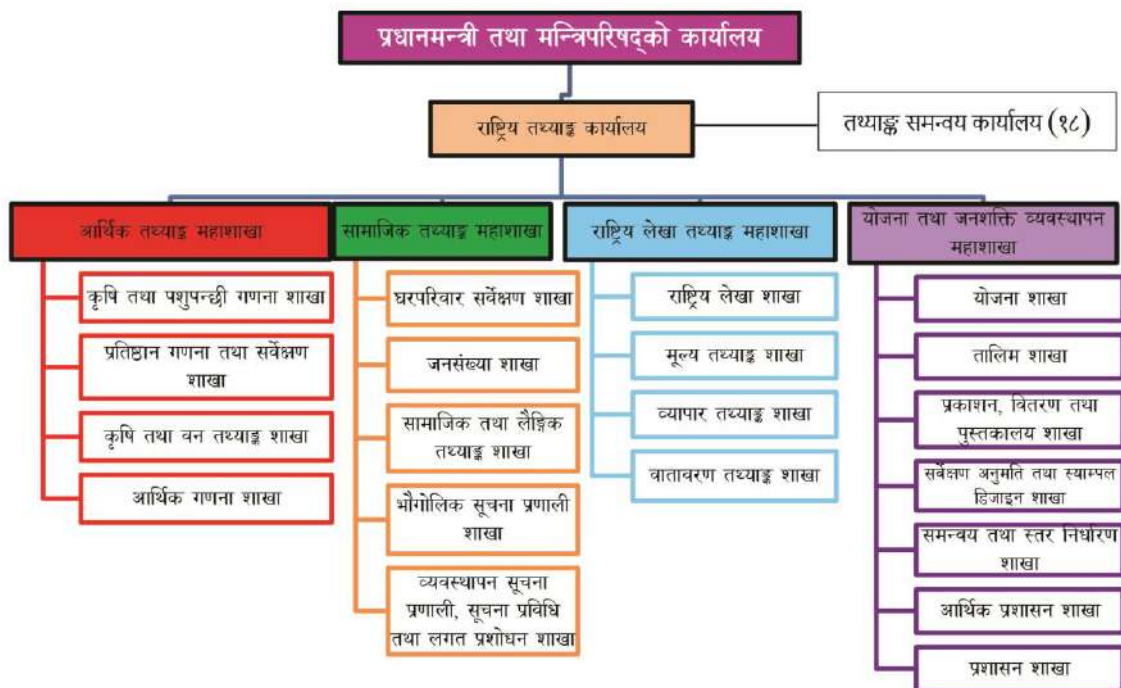 प्रधानमन्त्री तथा मन्त्रिपरिषद्को कार्यालय
राष्ट्रिय तथ्याङ्क कार्यालय
तथ्याङ्क समन्वय कार्यालय (१८)
आर्थिक तथ्याङ्क महाशाखा
कृषि तथा पशुपन्छी गणना शाखा
प्रतिष्ठान गणना तथा सर्वेक्षण
शाखा
कृषि तथा वन तथ्याङ्क शाखा
आर्थिक गणना शाखा
सामाजिक तथ्याङ्क महाशाखा
घरपरिवार सर्वेक्षण शाखा
जनसंख्या शाखा
सामाजिक तथा लैङ्गिक
तथ्याङ्क शाखा
भौगोलिक सूचना प्रणाली
शाखा
व्यवस्थापन सूचना
प्रणाली, सूचना प्रविधि
तथा लगत प्रशोधन शाखा
राष्ट्रिय लेखा तथ्याङ्क महाशाखा
राष्ट्रिय लेखा शाखा
मूल्य तथ्याङ्क शाखा
व्यापार तथ्याङ्क शाखा
वातावरण तथ्याङ्क शाखा
योजना तथा जनशक्ति व्यवस्थापन
महाशाखा
योजना शाखा
तालिम शाखा
प्रकाशन, वितरण तथा
पुस्तकालय शाखा
सर्वेक्षण अनुमति तथा स्याम्पल
डिजाइन शाखा
समन्वय तथा स्तर निर्धारण
शाखा
आर्थिक प्रशासन शाखा
प्रशासन शाखा